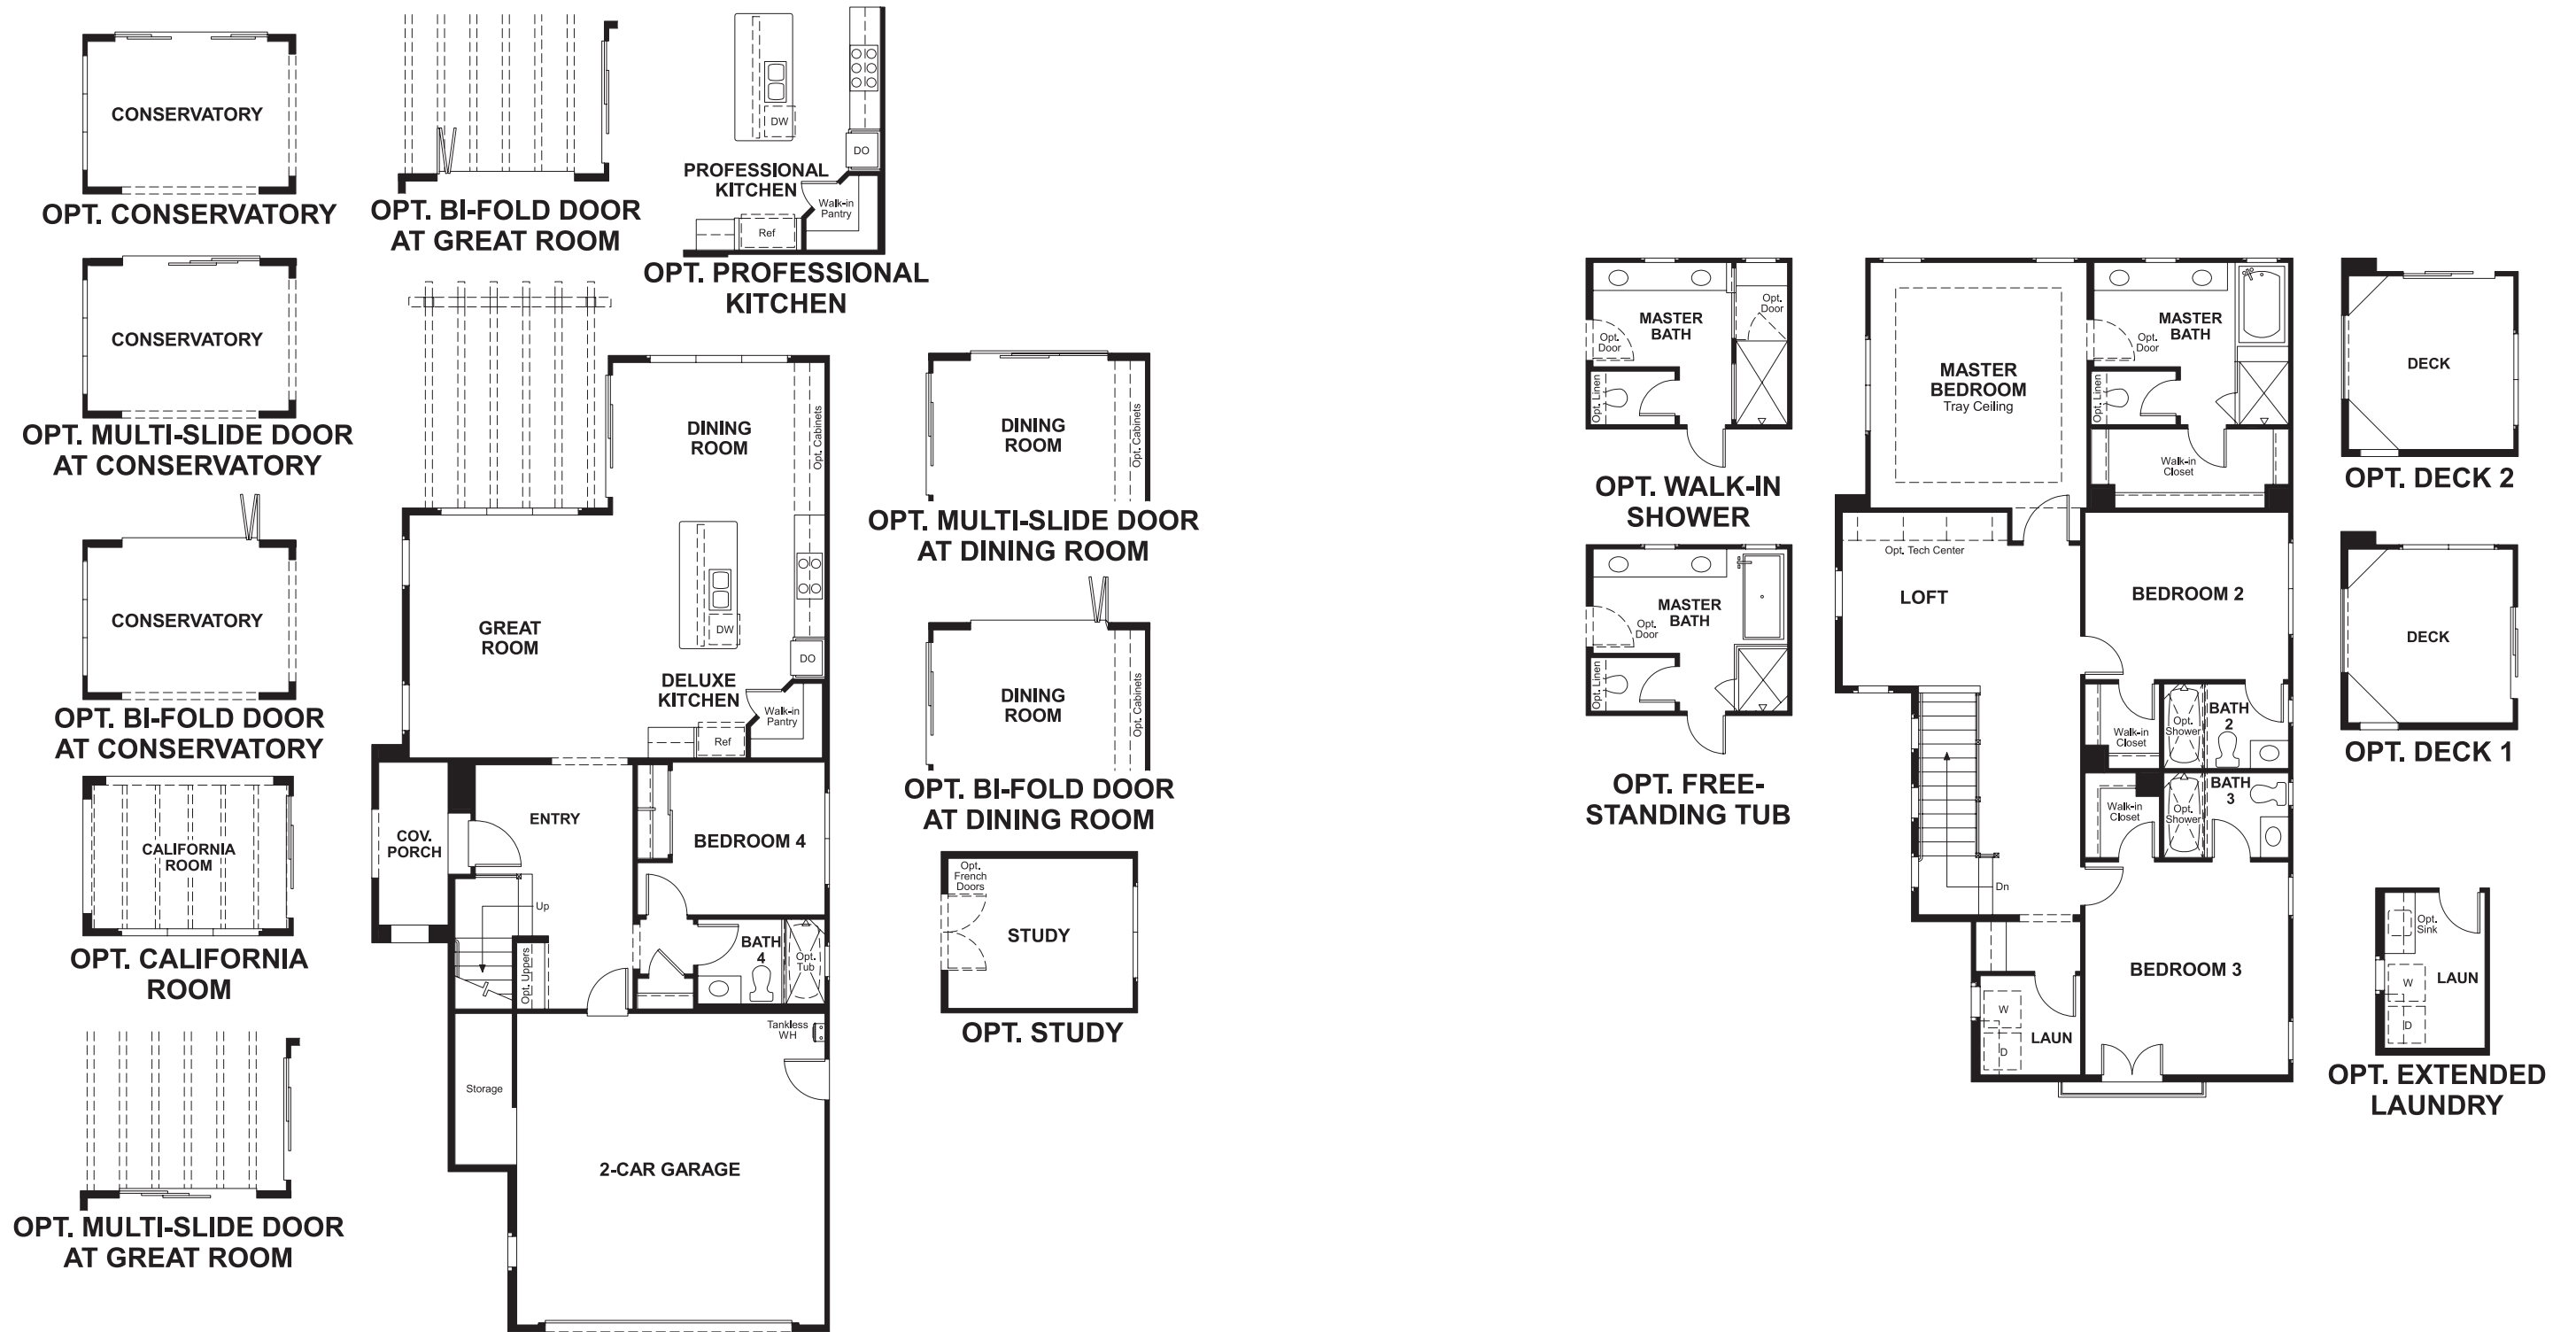 CONSERVATORY
OPT. CONSERVATORY
CONSERVATORY
OPT. MULTI-SLIDE DOOR
AT CONSERVATORY
CONSERVATORY
OPT. BI-FOLD DOOR
AT CONSERVATORY
CALIFORNIA
ROOM
OPT. CALIFORNIA
ROOM
OPT. MULTI-SLIDE DOOR
AT GREAT ROOM
OPT. BI-FOLD DOOR
AT GREAT ROOM
DW
DO
PROFESSIONAL
KITCHEN
Walk-in
Pantry
Ref
OPT. PROFESSIONAL
KITCHEN
DINING
ROOM
Opt. Cabinets
GREAT
ROOM
DW
DO
DELUXE
KITCHEN
Walk-in
Pantry
Ref
ENTRY
COV.
PORCH
BEDROOM 4
Up
Opt. Uppers
BATH
4
Opt.
Tub
Tankless
WH
Storage
2-CAR GARAGE
DINING
ROOM
Opt. Cabinets
OPT. MULTI-SLIDE DOOR
AT DINING ROOM
DINING
ROOM
Opt. Cabinets
OPT. BI-FOLD DOOR
AT DINING ROOM
Opt.
French
Doors
STUDY
OPT. STUDY
MASTER
BATH
Opt.
Door
Opt.
Door
Opt. Linen
OPT. WALK-IN
SHOWER
MASTER
BATH
Opt.
Door
Opt. Linen
OPT. FREE-
STANDING TUB
MASTER
BEDROOM
Tray Ceiling
MASTER
BATH
Opt.
Door
Opt. Linen
Walk-in
Closet
Opt. Tech Center
LOFT
BEDROOM 2
Walk-in
Closet
Opt.
Shower
BATH
2
Walk-in
Closet
Opt.
Shower
BATH
3
Dn
BEDROOM 3
W
D
LAUN
DECK
OPT. DECK 2
DECK
OPT. DECK 1
Opt.
Sink
LAUN
W
D
OPT. EXTENDED
LAUNDRY